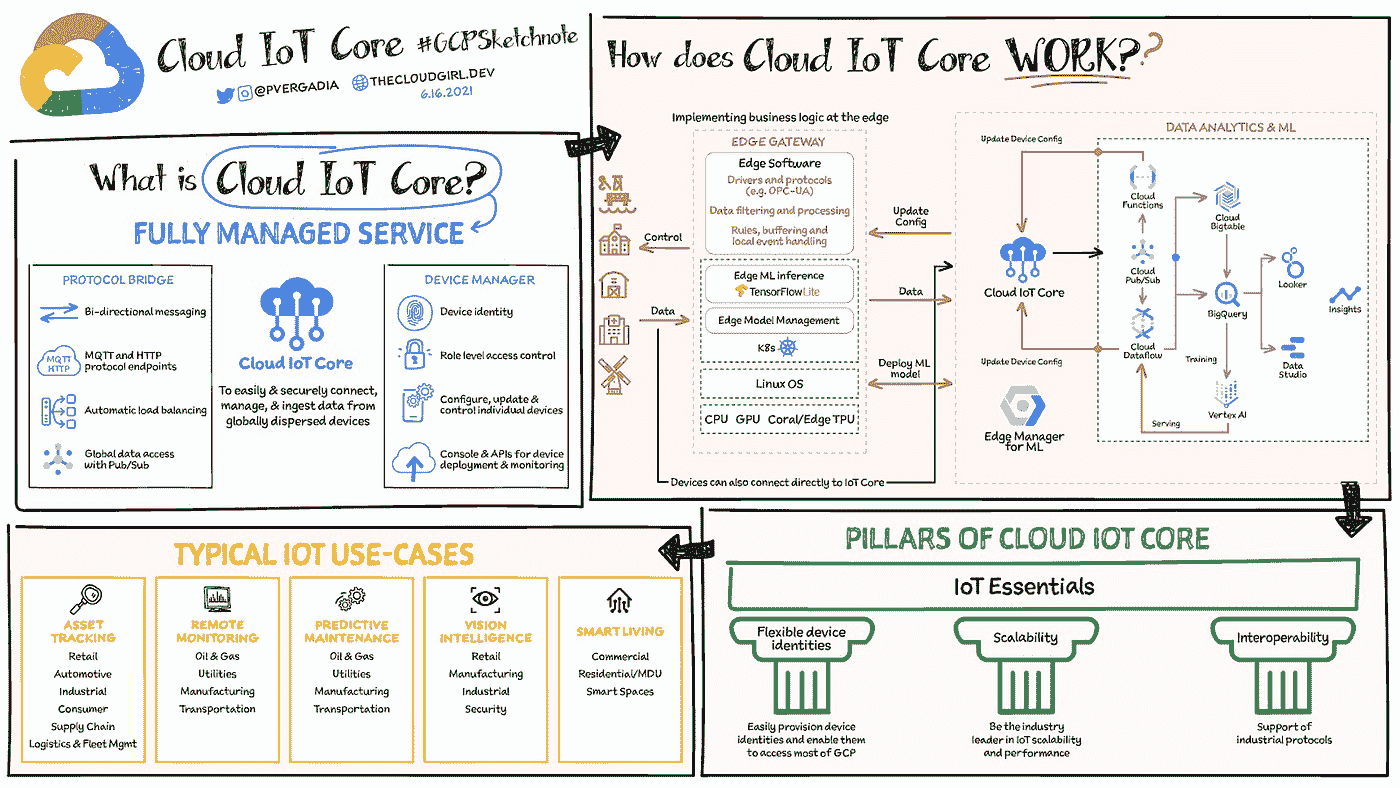 Cloud IoT Core #GCPSketchnote
@PVERGADIA THECLOUDGIRL.DEV
6.16.2021
What is Cloud IoT Core?
FULLY MANAGED SERVICE
PROTOCOL BRIDGE
Bi-directional messaging
MQTT
HTTP
MQTT and HTTP
protocol endpoints
Automatic load balancing
Global data access
with Pub/Sub
Cloud IoT Core
To easily & securely connect,
manage, & ingest data from
globally dispersed devices
DEVICE MANAGER
Device identity
Role level access control
Configure, update &
control individual devices
Console & APIs for device
deployment & monitoring
How does Cloud IoT Core WORK??
Implementing business logic at the edge
EDGE GATEWAY
Edge Software
Drivers and protocols
(e.g. OPC-UA)
Data filtering and processing
Rules, buffering and
local event handling
Edge ML inference
TensorFlowLite
Edge Model Management
K8s
Linux OS
CPU GPU Coral/Edge TPU
Control
Data
Devices can also connect directly to IoT Core
Update
Config
Data
Deploy ML
model
Update Device Config
Cloud IoT Core
Update Device Config
Edge Manager
for ML
DATA ANALYTICS & ML
Cloud
Functions
Cloud
Pub/Sub
Cloud
Dataflow
Cloud
Bigtable
BigQuery
Training
Vertex AI
Serving
Looker
Data
Studio
Insights
PILLARS OF CLOUD IOT CORE
IoT Essentials
Flexible device
identities
Easily provision device
identities and enable them
to access most of GCP
Scalability
Be the industry
leader in IoT scalability
and performance
Interoperability
Support of
industrial protocols
TYPICAL IOT USE-CASES
ASSET
TRACKING
Retail
Automotive
Industrial
Consumer
Supply Chain
Logistics & Fleet Mgmt
REMOTE
MONITORING
Oil & Gas
Utilities
Manufacturing
Transportation
PREDICTIVE
MAINTENANCE
Oil & Gas
Utilities
Manufacturing
Transportation
VISION
INTELLIGENCE
Retail
Manufacturing
Industrial
Security
SMART LIVING
Commercial
Residential/MDU
Smart Spaces